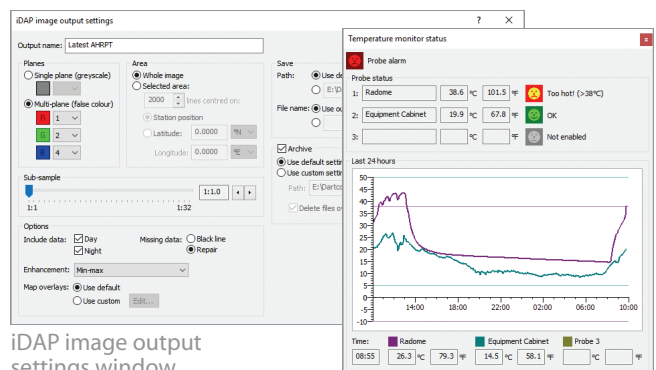 iDAP image output settings ? ×
Output name: Latest AHRPT
Planes
Single plane (greyscale)
Multi-plane (false colour)
R 1
G 2
B 4
Area
Whole image
Selected area:
2000 lines centred on:
Station position
Latitude: 0.0000 °N
Longitude: 0.0000 °E
Save
Path: Use de
E:\D
File name: Use ou
Archive
Use default settin
Use custom settin
Path: E:\Dartco
Delete files ov
Sub-sample
1:1.0
1:1 1:32
Options
Include data: Day
Night
Missing data: Black line
Repair
Enhancement: Min-max
Map overlays: Use default
Use custom Edit...
iDAP image output
settings window
Temperature monitor status x
Probe alarm
Probe status
1: Radome 38.6 °C 101.5 °F Too hot! (>38°C)
2: Equipment Cabinet 19.9 °C 67.8 °F OK
3: °C °F Not enabled
Last 24 hours
50
45
40
35
30
25
20
15
10
5
0
-5
-10
14:00 18:00 22:00 02:00 06:00 10:00
Time: Radome Equipment Cabinet Probe 3
08:55 26.3 °C 79.3 °F 14.5 °C 58.1 °F °C °F